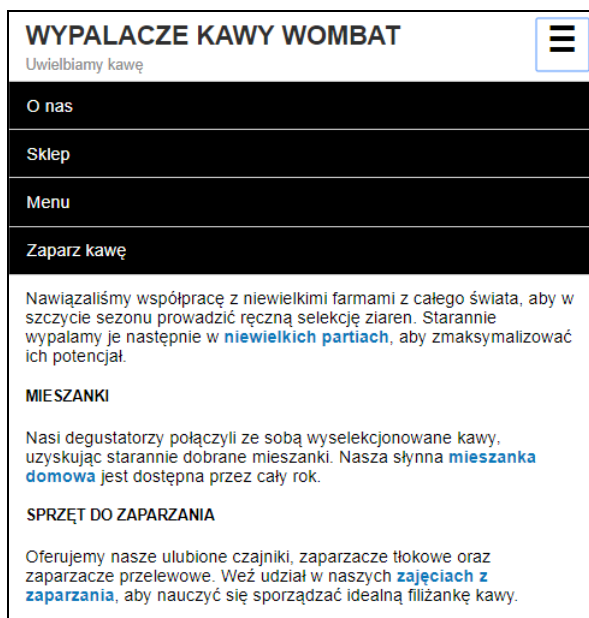 WYPALACZE KAWY WOMBAT
Uwielbiamy kawę
O nas
Sklep
Menu
Zaparz kawę
Nawiązaliśmy współpracę z niewielkimi farmami z całego świata, aby w
szczycie sezonu prowadzić ręczną selekcję ziaren. Starannie
wypalamy je następnie w niewielkich partiach, aby zmaksymalizować
ich potencjał.
MIESZANKI
Nasi degustatorzy połączyli ze sobą wyselekcjonowane kawy,
uzyskując starannie dobrane mieszanki. Nasza słynna mieszanka
domowa jest dostępna przez cały rok.
SPRZĘT DO ZAPARZANIA
Oferujemy nasze ulubione czajniki, zaparzacze tłokowe oraz
zaparzacze przelewowe. Weź udział w naszych zajęciach z
zaparzania, aby nauczyć się sporządzać idealną filiżankę kawy.